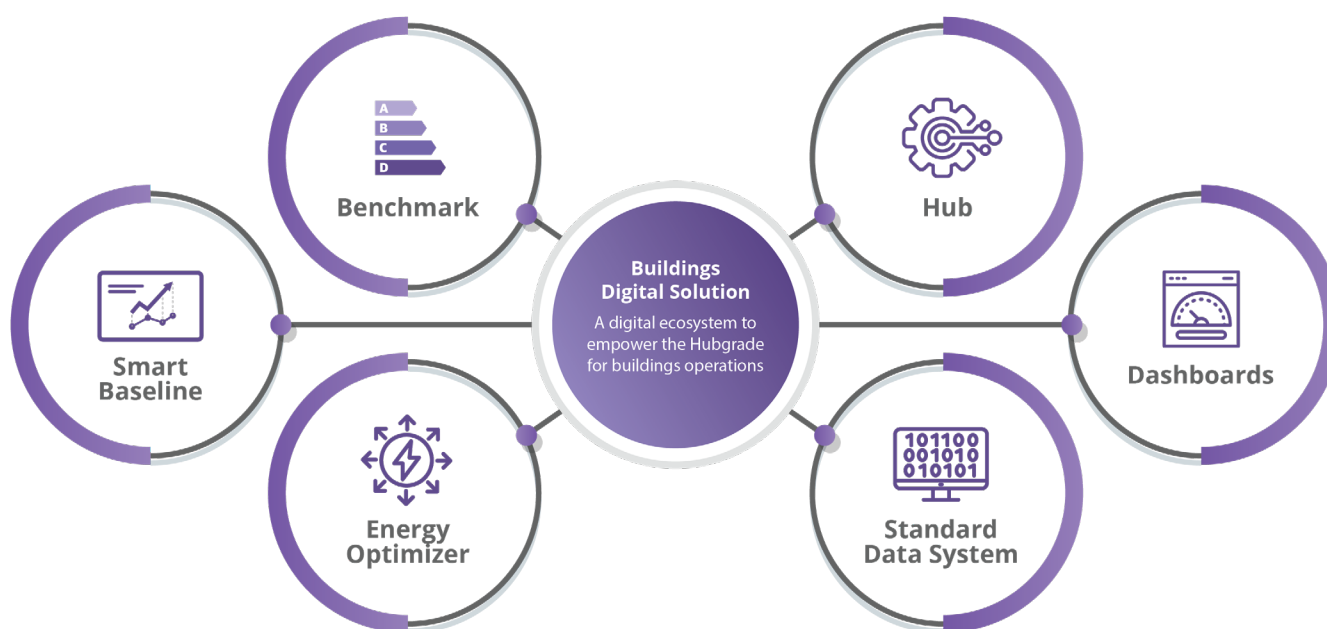 A
B
C
D
Benchmark
Hub
Smart
Baseline
Buildings
Digital Solution
A digital ecosystem to
empower the Hubgrade
for buildings operations
Dashboards
Energy
Optimizer
101100
001010
010101
Standard
Data System